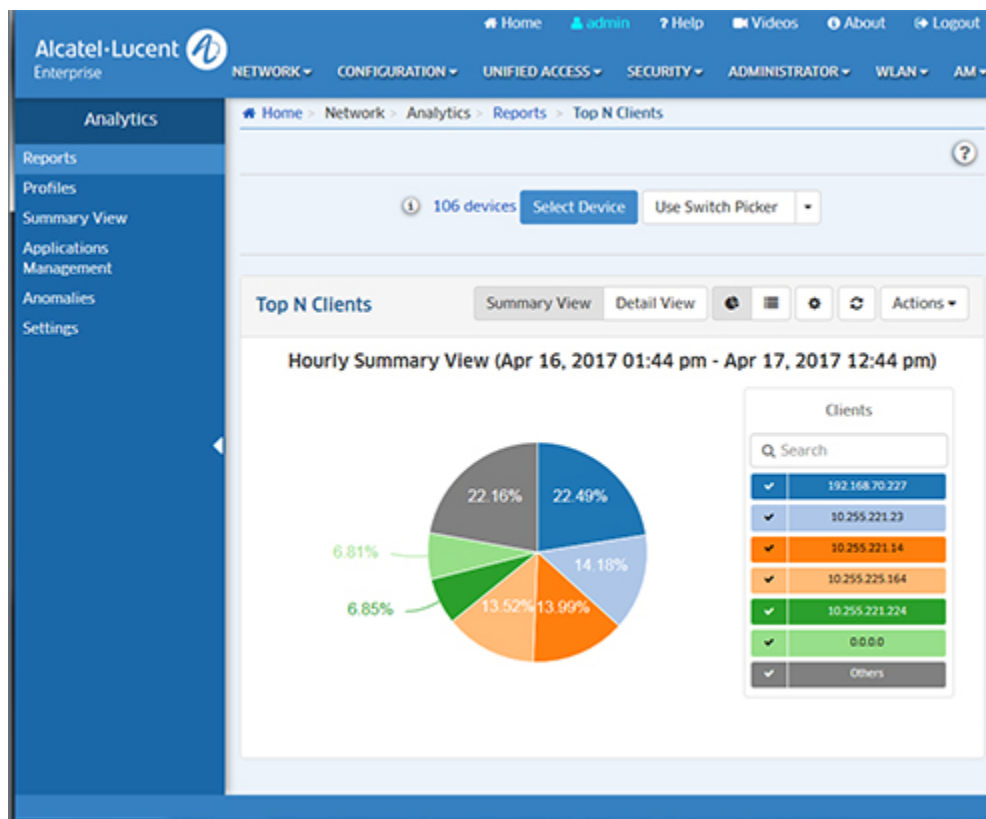 Home admin ? Help Videos About Logout
Alcatel·Lucent
Enterprise
NETWORK CONFIGURATION UNIFIED ACCESS SECURITY ADMINISTRATOR WLAN AM
Analytics
Home > Network > Analytics > Reports > Top N Clients
Reports
Profiles
Summary View
Applications
Management
Anomalies
Settings
?
106 devices Select Device Use Switch Picker
Top N Clients Summary View Detail View Actions
Hourly Summary View (Apr 16, 2017 01:44 pm - Apr 17, 2017 12:44 pm)
22.16% 22.49%
6.81% 14.18%
6.85% 13.52% 13.99%
Clients
Search
192.168.70.227
10.255.221.23
10.255.221.14
10.255.225.164
10.255.221.224
0.0.0.0
Others